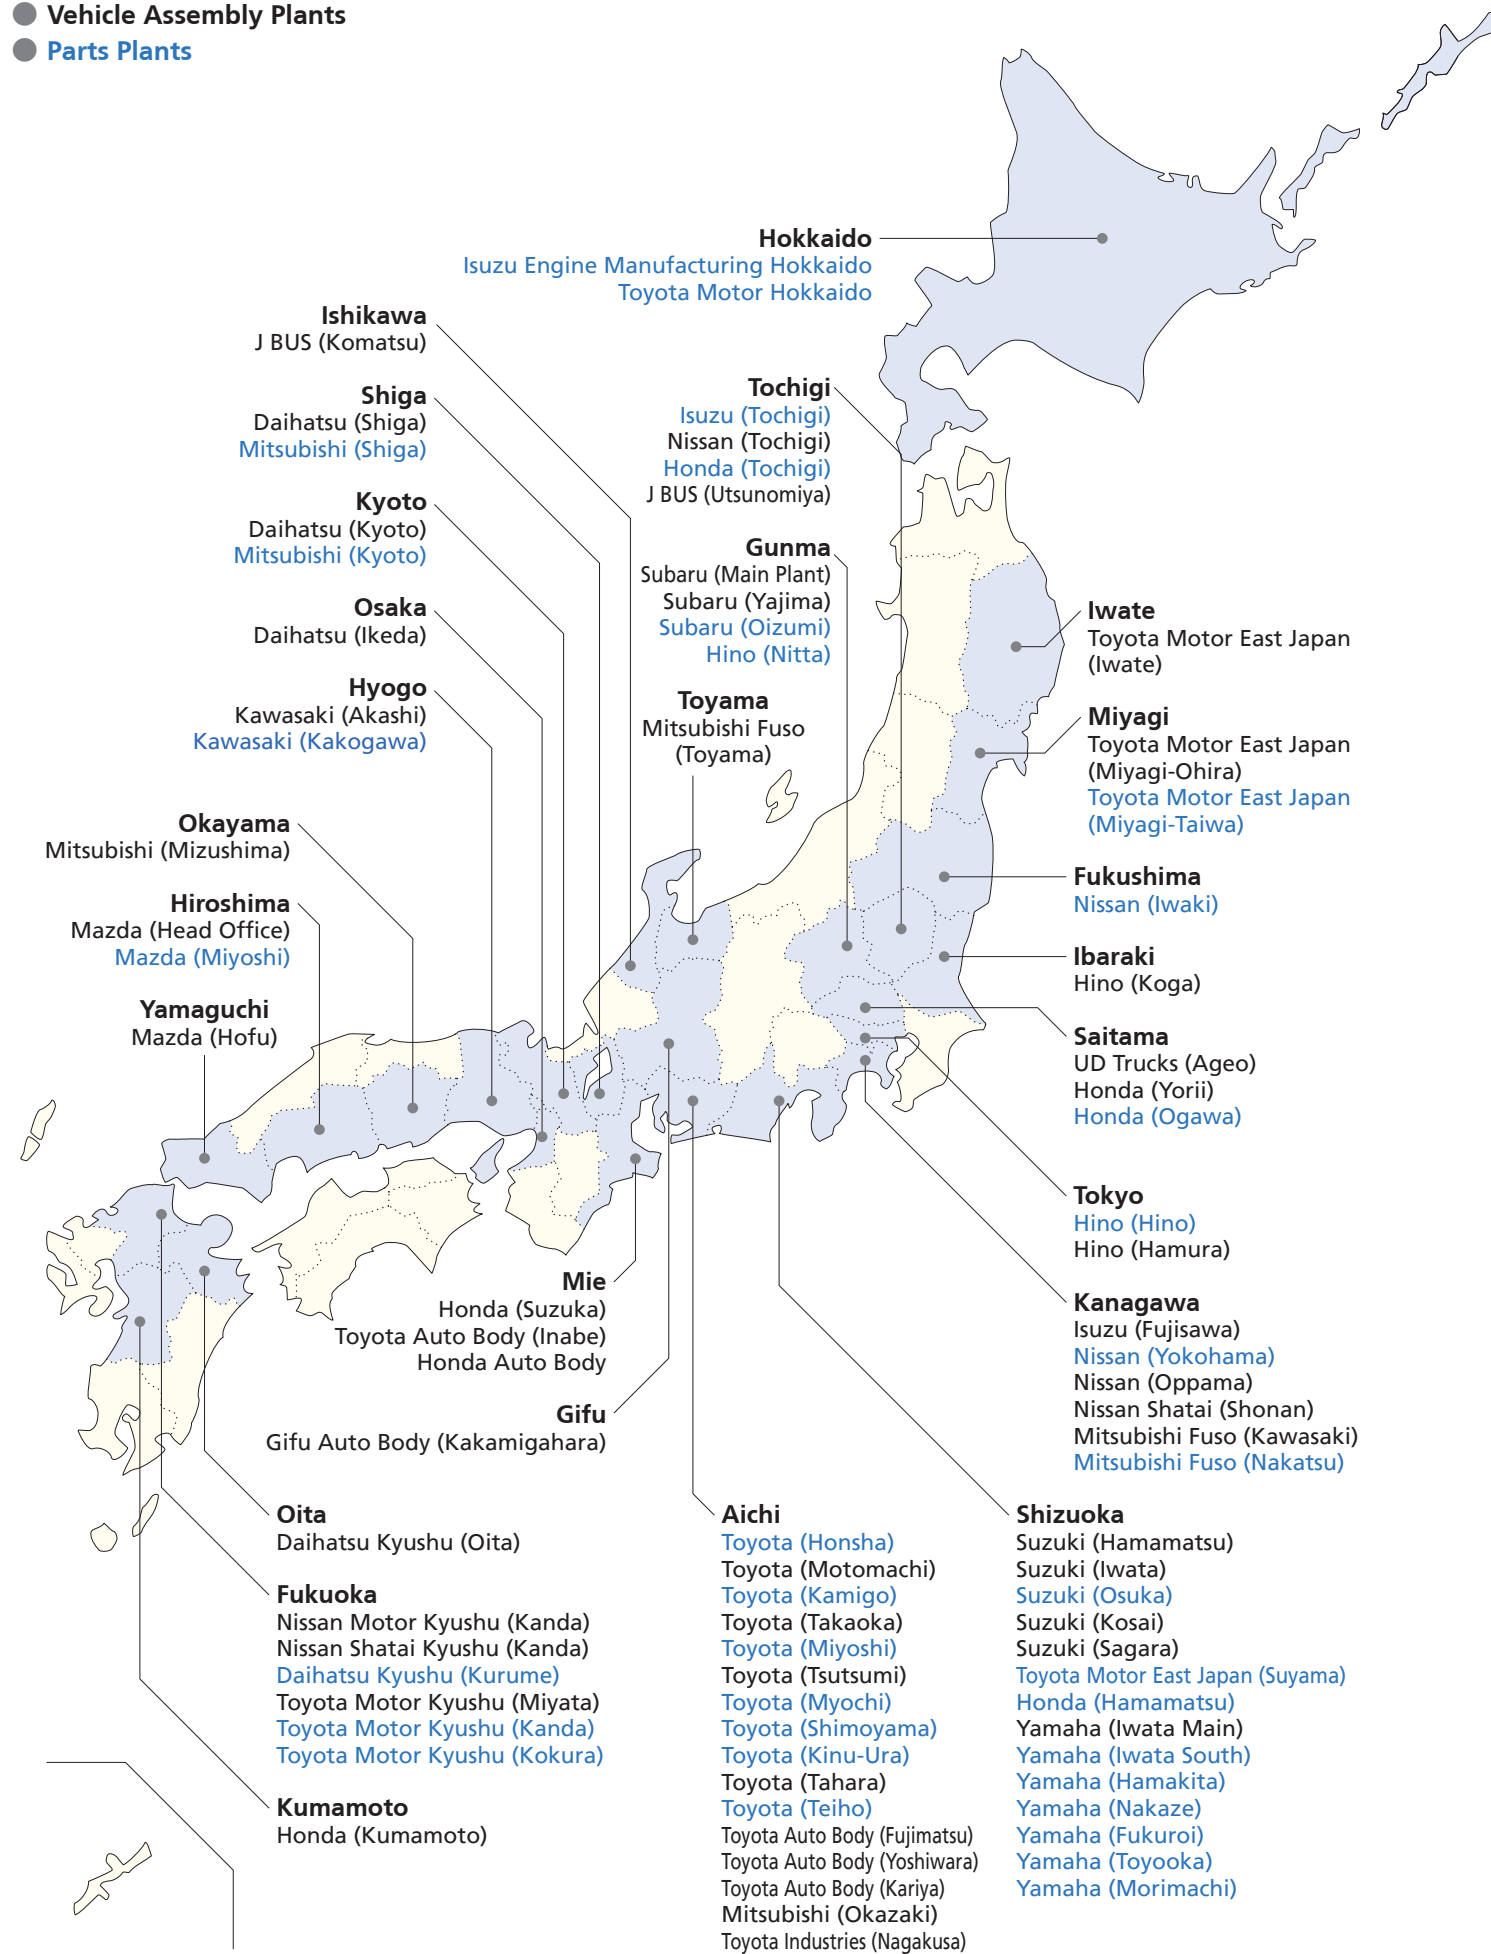 Vehicle Assembly Plants
Parts Plants
Hokkaido
Isuzu Engine Manufacturing Hokkaido
Toyota Motor Hokkaido
Ishikawa
J BUS (Komatsu)
Shiga
Daihatsu (Shiga)
Mitsubishi (Shiga)
Kyoto
Daihatsu (Kyoto)
Mitsubishi (Kyoto)
Osaka
Daihatsu (Ikeda)
Hyogo
Kawasaki (Akashi)
Kawasaki (Kakogawa)
Okayama
Mitsubishi (Mizushima)
Hiroshima
Mazda (Head Office)
Mazda (Miyoshi)
Yamaguchi
Mazda (Hofu)
Tochigi
Isuzu (Tochigi)
Nissan (Tochigi)
Honda (Tochigi)
J BUS (Utsunomiya)
Gunma
Subaru (Main Plant)
Subaru (Yajima)
Subaru (Oizumi)
Hino (Nitta)
Toyama
Mitsubishi Fuso
(Toyama)
Iwate
Toyota Motor East Japan
(Iwate)
Miyagi
Toyota Motor East Japan
(Miyagi-Ohira)
Toyota Motor East Japan
(Miyagi-Taiwa)
Fukushima
Nissan (Iwaki)
Ibaraki
Hino (Koga)
Saitama
UD Trucks (Ageo)
Honda (Yorii)
Honda (Ogawa)
Tokyo
Hino (Hino)
Hino (Hamura)
Kanagawa
Isuzu (Fujisawa)
Nissan (Yokohama)
Nissan (Oppama)
Nissan Shatai (Shonan)
Mitsubishi Fuso (Kawasaki)
Mitsubishi Fuso (Nakatsu)
Mie
Honda (Suzuka)
Toyota Auto Body (Inabe)
Honda Auto Body
Gifu
Gifu Auto Body (Kakamigahara)
Oita
Daihatsu Kyushu (Oita)
Fukuoka
Nissan Motor Kyushu (Kanda)
Nissan Shatai Kyushu (Kanda)
Daihatsu Kyushu (Kurume)
Toyota Motor Kyushu (Miyata)
Toyota Motor Kyushu (Kanda)
Toyota Motor Kyushu (Kokura)
Kumamoto
Honda (Kumamoto)
Aichi
Toyota (Honsha)
Toyota (Motomachi)
Toyota (Kamigo)
Toyota (Takaoka)
Toyota (Miyoshi)
Toyota (Tsutsumi)
Toyota (Myochi)
Toyota (Shimoyama)
Toyota (Kinu-Ura)
Toyota (Tahara)
Toyota (Teiho)
Toyota Auto Body (Fujimatsu)
Toyota Auto Body (Yoshiwara)
Toyota Auto Body (Kariya)
Mitsubishi (Okazaki)
Toyota Industries (Nagakusa)
Shizuoka
Suzuki (Hamamatsu)
Suzuki (Iwata)
Suzuki (Osuka)
Suzuki (Kosai)
Suzuki (Sagara)
Toyota Motor East Japan (Suyama)
Honda (Hamamatsu)
Yamaha (Iwata Main)
Yamaha (Iwata South)
Yamaha (Hamakita)
Yamaha (Nakaze)
Yamaha (Fukuroi)
Yamaha (Toyooka)
Yamaha (Morimachi)